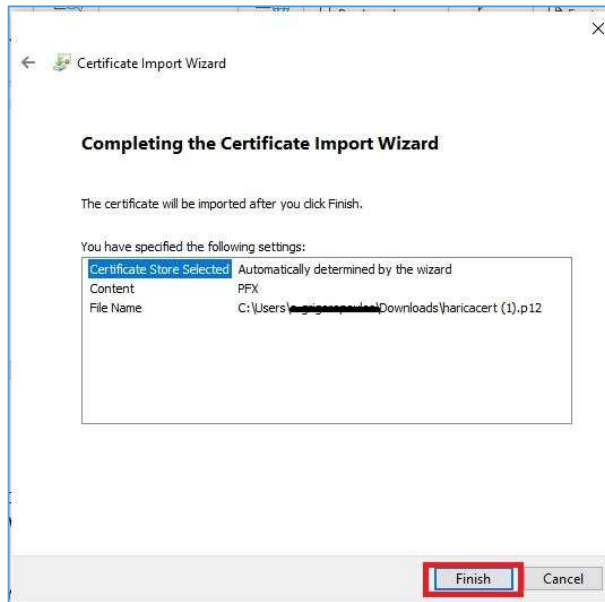 Certificate Import Wizard
Completing the Certificate Import Wizard
The certificate will be imported after you click Finish.
You have specified the following settings:
Certificate Store Selected Automatically determined by the wizard
Content PFX
File Name C:\Users\ \Downloads\haricacert (1).p12
Finish Cancel